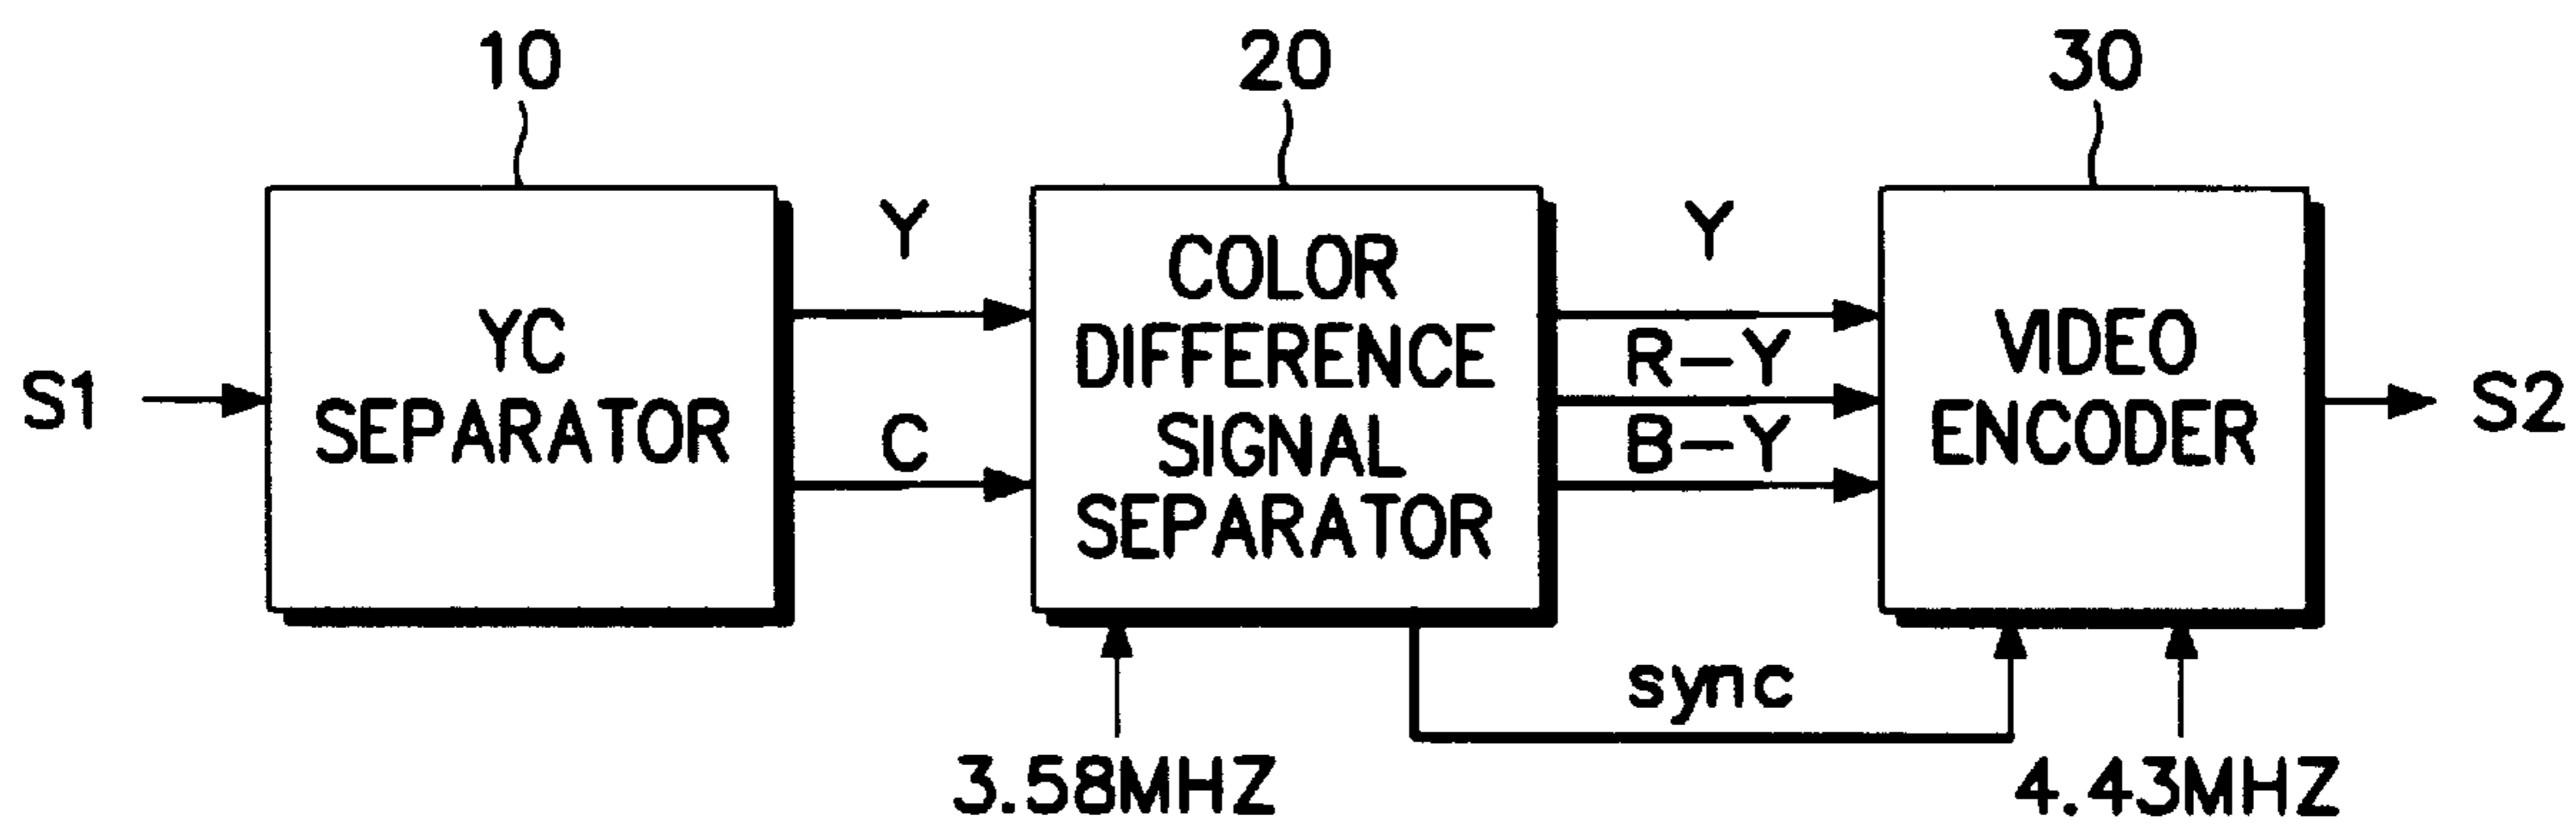 10
20
30
S1
YC
SEPARATOR
Y
C
COLOR
DIFFERENCE
SIGNAL
SEPARATOR
Y
R-Y
B-Y
VIDEO
ENCODER
S2
sync
3.58MHZ
4.43MHZ